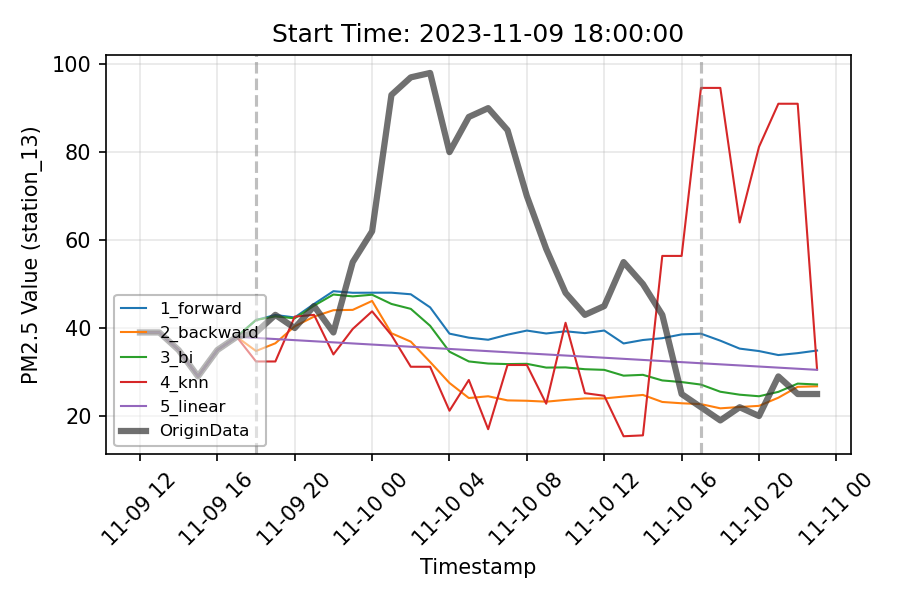 Start Time: 2023-11-09 18:00:00
PM2.5 Value (station_13)
100
80
60
40
20
1_forward
2_backward
3_bi
4_knn
5_linear
OriginData
11-09 12
11-09 16
11-09 20
11-10 00
11-10 04
11-10 08
11-10 12
11-10 16
11-10 20
11-11 00
Timestamp